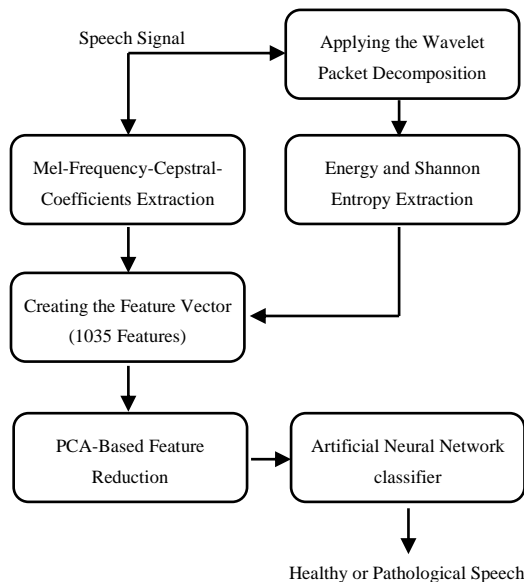 Speech Signal
Applying the Wavelet
Packet Decomposition
Mel-Frequency-Cepstral-
Coefficients Extraction
Energy and Shannon
Entropy Extraction
Creating the Feature Vector
(1035 Features)
PCA-Based Feature
Reduction
Artificial Neural Network
classifier
Healthy or Pathological Speech